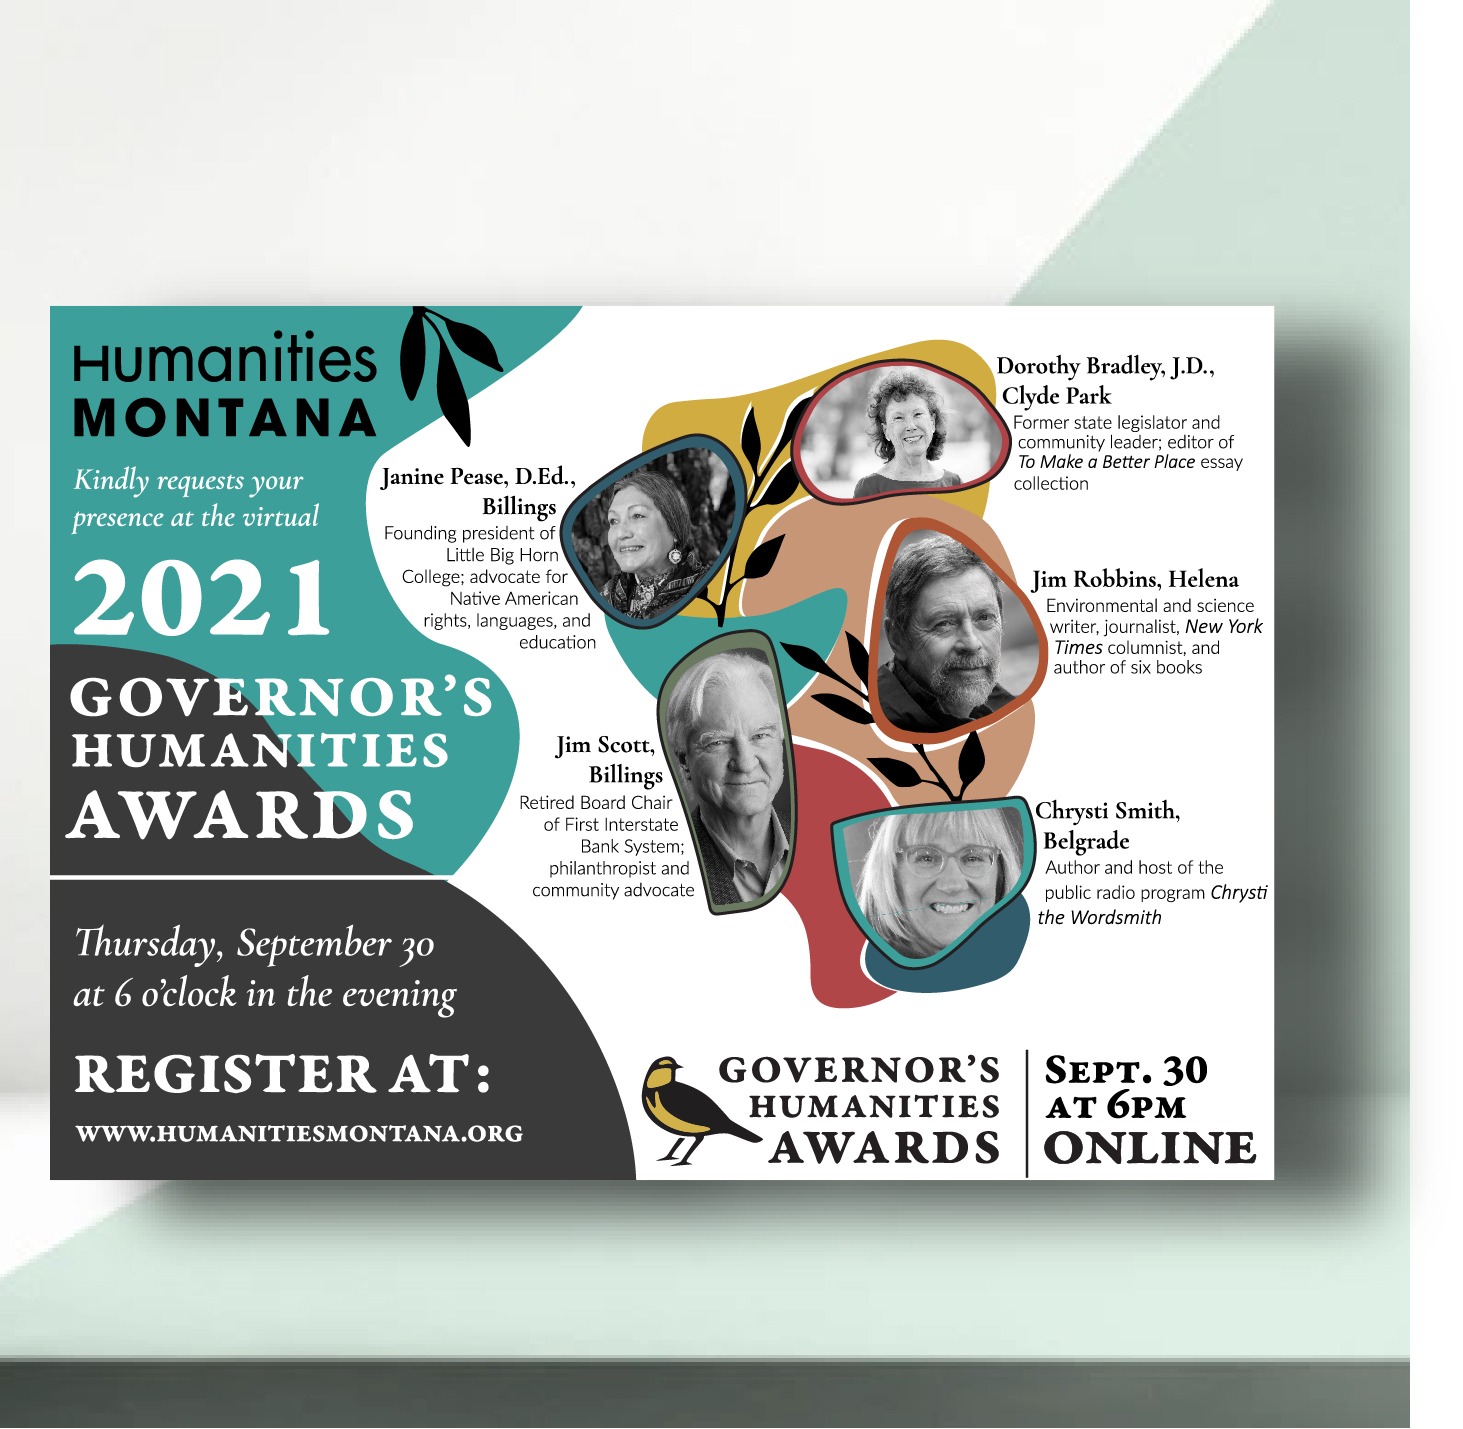 Humanities
MONTANA
Kindly requests your
presence at the virtual
2021
GOVERNOR'S
HUMANITIES
AWARDS
Thursday, September 30
at 6 o'clock in the evening
REGISTER AT:
WWW.HUMANITIESMONTANA.ORG
Janine Pease, D.Ed.,
Billings
Founding president of
Little Big Horn
College; advocate for
Native American
rights, languages, and
education
Dorothy Bradley, J.D.,
Clyde Park
Former state legislator and
community leader; editor of
To Make a Better Place essay
collection
Jim Robbins, Helena
Environmental and science
writer, journalist, New York
Times columnist, and
author of six books
Jim Scott,
Billings
Retired Board Chair
of First Interstate
Bank System;
philanthropist and
community advocate
Chrysti Smith,
Belgrade
Author and host of the
public radio program Chrysti
the Wordsmith
GOVERNOR'S
HUMANITIES
AWARDS
SEPT. 30
AT 6PM
ONLINE